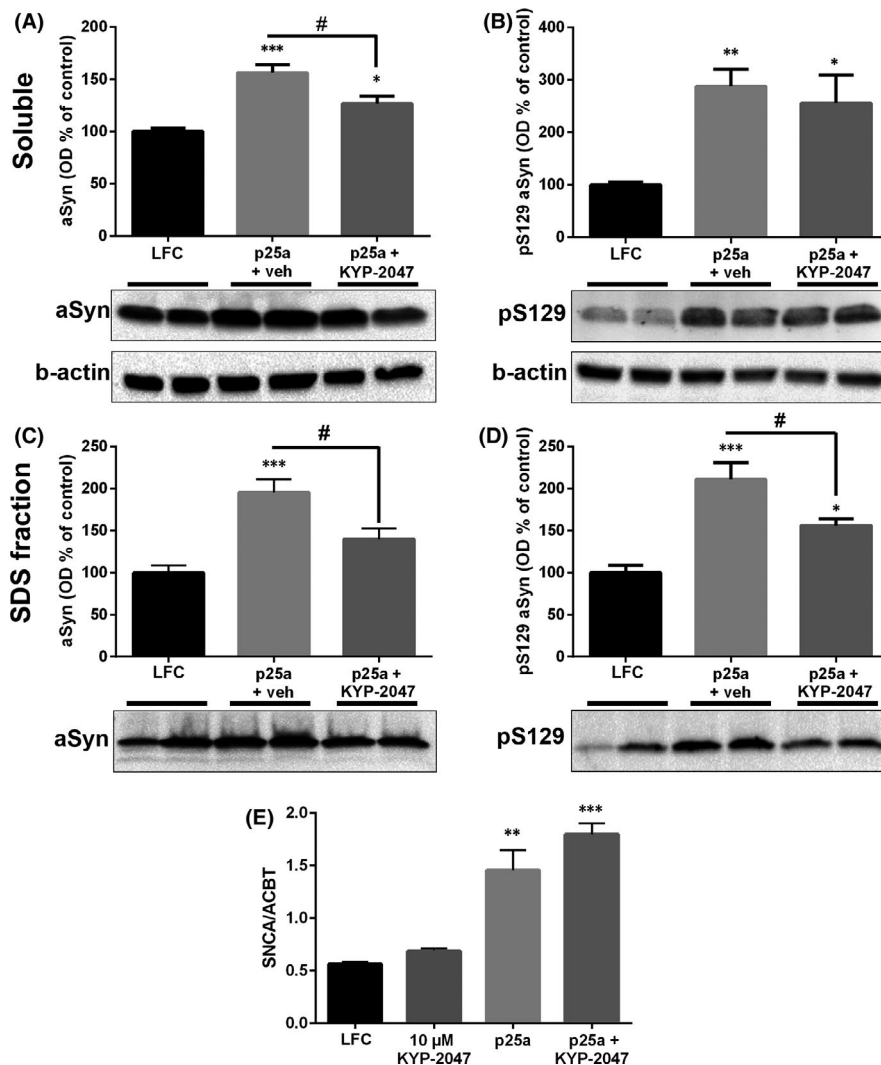 (A)
Soluble
aSyn (OD % of control)
200
150
100
50
0
***
#
*
LFC
p25a
+ veh
p25a +
KYP-2047
aSyn
b-actin
(B)
pS129 aSyn (OD % of control)
400
300
200
100
0
**
*
LFC
p25a
+ veh
p25a +
KYP-2047
pS129
b-actin
(C)
SDS fraction
aSyn (OD % of control)
250
200
150
100
50
0
***
#
LFC
p25a
+ veh
p25a +
KYP-2047
aSyn
(D)
pS129 aSyn (OD % of control)
250
200
150
100
50
0
***
#
*
LFC
p25a
+ veh
p25a +
KYP-2047
pS129
(E)
SNCA/ACBT
2.0
1.5
1.0
0.5
0.0
**
***
LFC
10 µM
KYP-2047
p25a
p25a +
KYP-2047